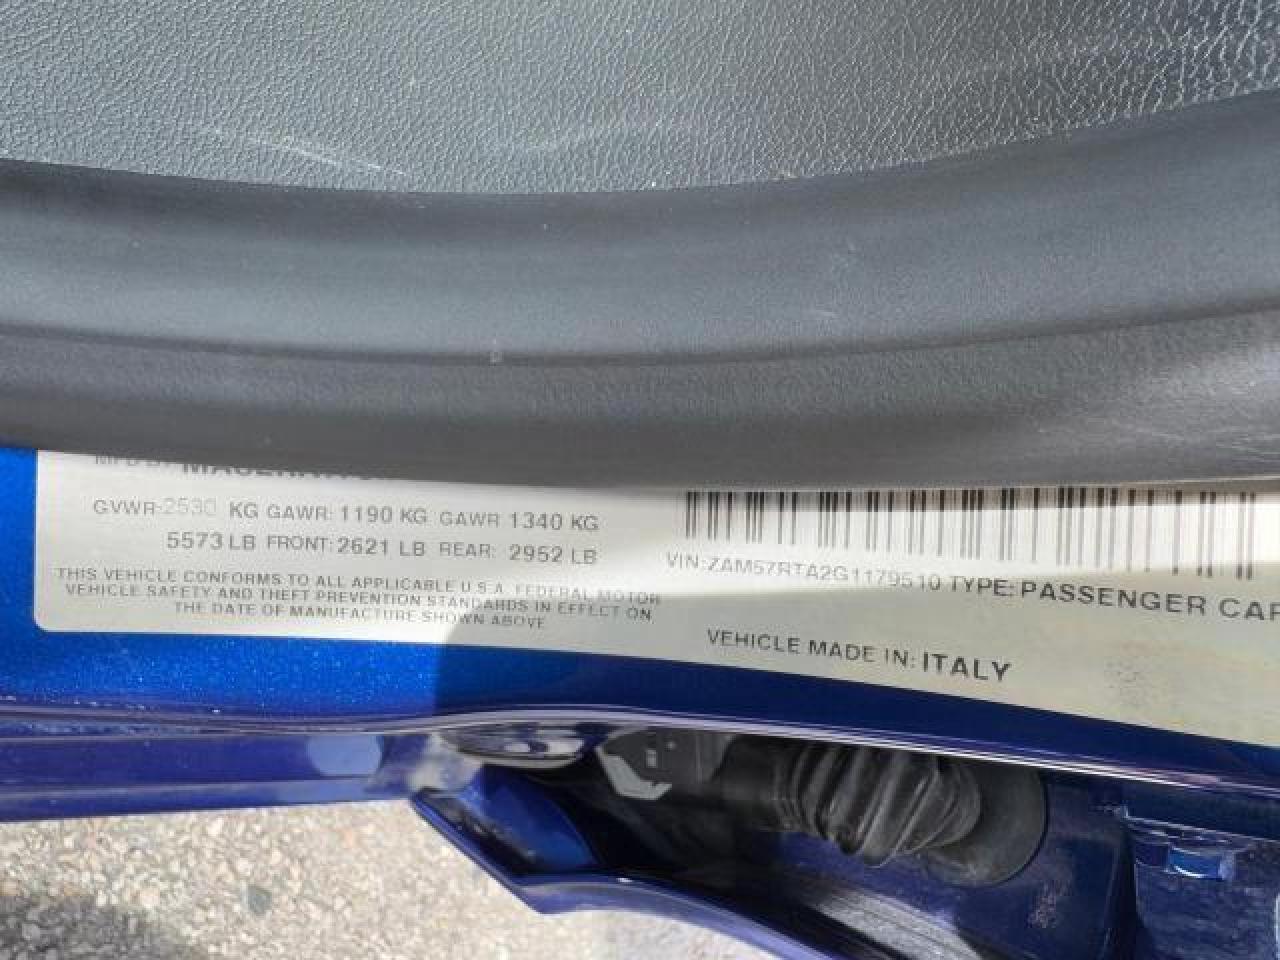 GVWR:2530 KG GAWR: 1190 KG GAWR 1340 KG
5573 LB FRONT: 2621 LB REAR: 2952 LB
THIS VEHICLE CONFORMS TO ALL APPLICABLE U.S.A. FEDERAL MOTOR
VEHICLE SAFETY AND THEFT PREVENTION STANDARDS IN EFFECT ON
THE DATE OF MANUFACTURE SHOWN ABOVE
VIN:ZAM57RTA2G1179510 TYPE: PASSENGER CAR
VEHICLE MADE IN: ITALY